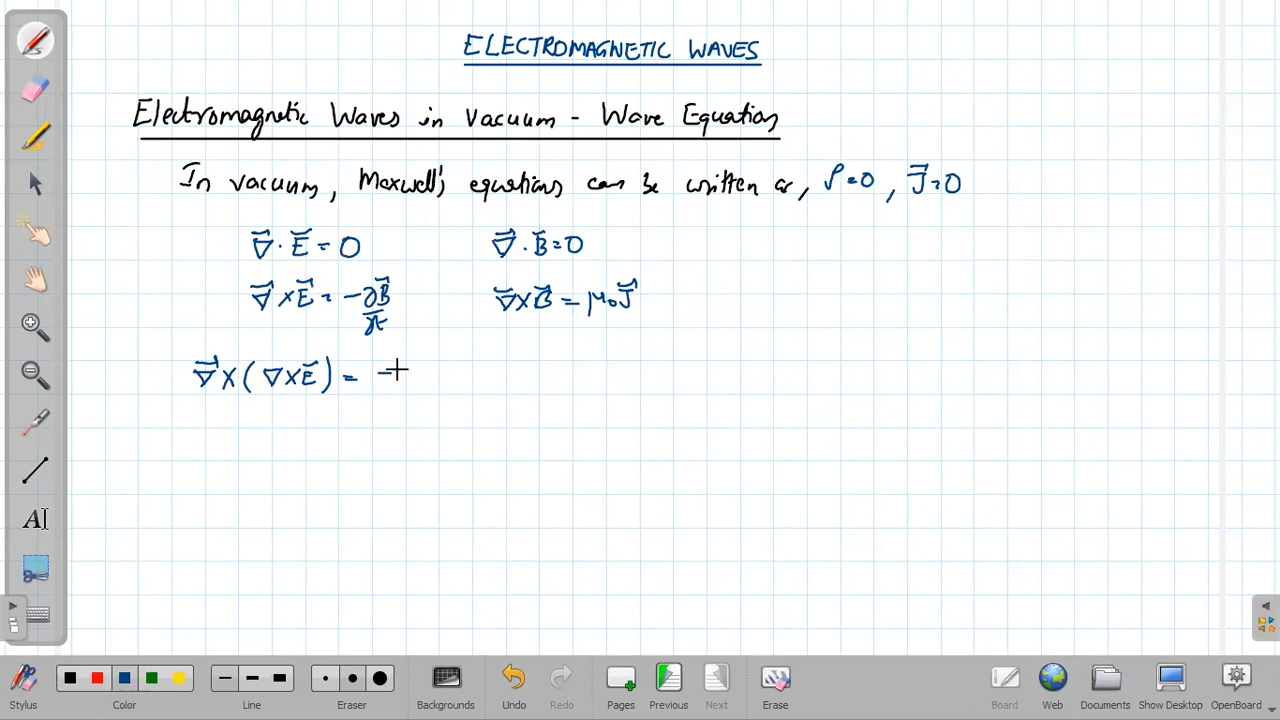 ELECTROMAGNETIC WAVES
Electromagnetic Waves in Vacuum - Wave Equation
In vacuum, Maxwell's equations can be written as, ρ=0, J⃗=0
∇⃗ · E⃗ = 0 ∇⃗ · B⃗ = 0
∇⃗ × E⃗ = -∂B⃗/∂t ∇⃗ × B⃗ = μ₀J⃗
∇⃗ × (∇ × E⃗) = -
A
Stylus Color Line Eraser Backgrounds Undo Redo Pages Previous Next Erase Board Web Documents Show Desktop OpenBoard